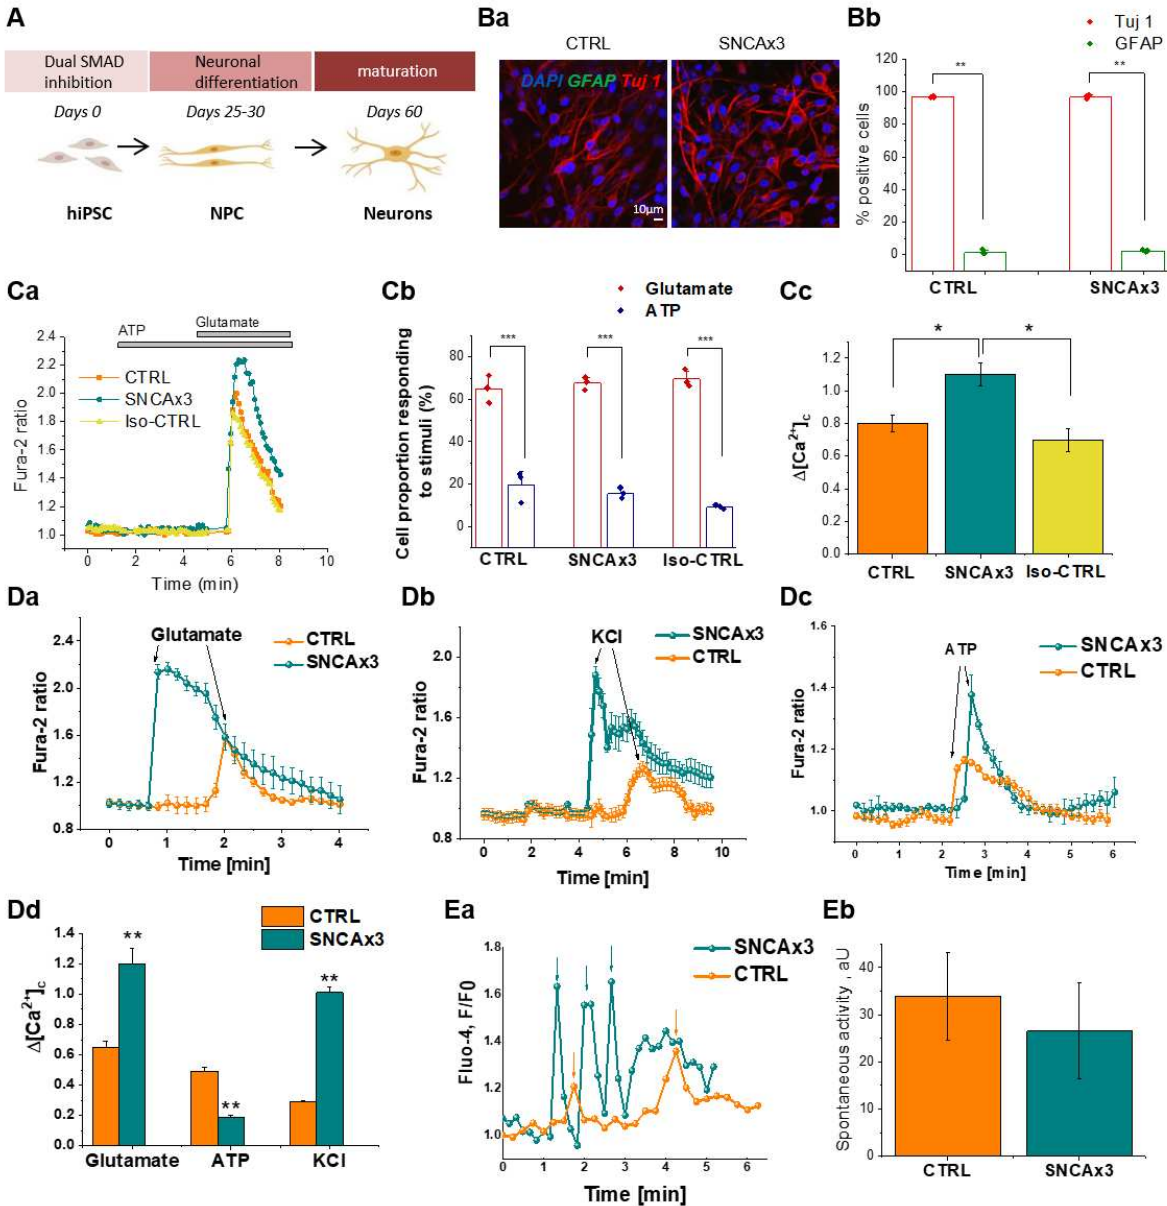 A
Dual SMAD
inhibition
Neuronal
differentiation
maturation
Days 0
Days 25-30
Days 60
hiPSC
NPC
Neurons
Ba
CTRL
SNCAx3
DAPI GFAP Tuj 1
10µm
Bb
Tuj 1
GFAP
% positive cells
120
100
80
60
40
20
0
**
**
CTRL
SNCAx3
Ca
ATP
Glutamate
CTRL
SNCAx3
Iso-CTRL
Fura-2 ratio
2.4
2.2
2.0
1.8
1.6
1.4
1.2
1.0
0
2
4
6
8
10
Time (min)
Cb
Glutamate
ATP
Cell proportion responding
to stimuli (%)
80
60
40
20
0
***
***
***
CTRL
SNCAx3
Iso-CTRL
Cc
Δ[Ca²⁺]c
1.2
1.0
0.8
0.6
0.4
0.2
0.0
*
*
CTRL
SNCAx3
Iso-CTRL
Da
Glutamate
CTRL
SNCAx3
Fura-2 ratio
2.4
2.0
1.6
1.2
0.8
0
1
2
3
4
Time [min]
Db
KCl
SNCAx3
CTRL
Fura-2 ratio
2.0
1.6
1.2
0.8
0
2
4
6
8
10
Time [min]
Dc
ATP
SNCAx3
CTRL
Fura-2 ratio
1.6
1.4
1.2
1.0
0
1
2
3
4
5
6
Time [min]
Dd
CTRL
SNCAx3
Δ[Ca²⁺]c
1.4
1.2
1.0
0.8
0.6
0.4
0.2
0.0
**
**
**
Glutamate
ATP
KCl
Ea
SNCAx3
CTRL
Fluo-4, F/F0
1.8
1.6
1.4
1.2
1.0
0
1
2
3
4
5
6
Time [min]
Eb
Spontaneous activity , aU
40
30
20
10
0
CTRL
SNCAx3